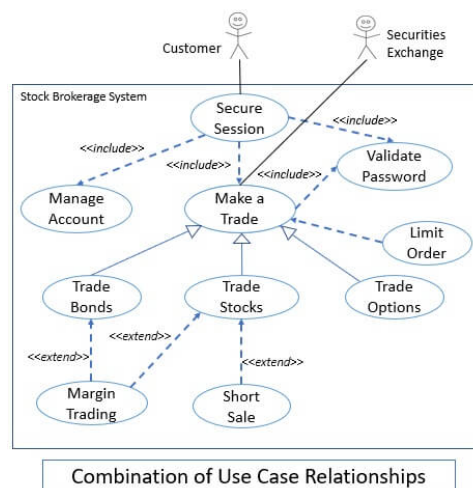 Customer
Securities
Exchange
Stock Brokerage System
Secure
Session
<<include>>
<<include>>
<<include>>
<<include>>
Validate
Password
Manage
Account
Make a
Trade
Limit
Order
Trade
Bonds
Trade
Stocks
Trade
Options
<<extend>>
<<extend>>
<<extend>>
Margin
Trading
Short
Sale
Combination of Use Case Relationships